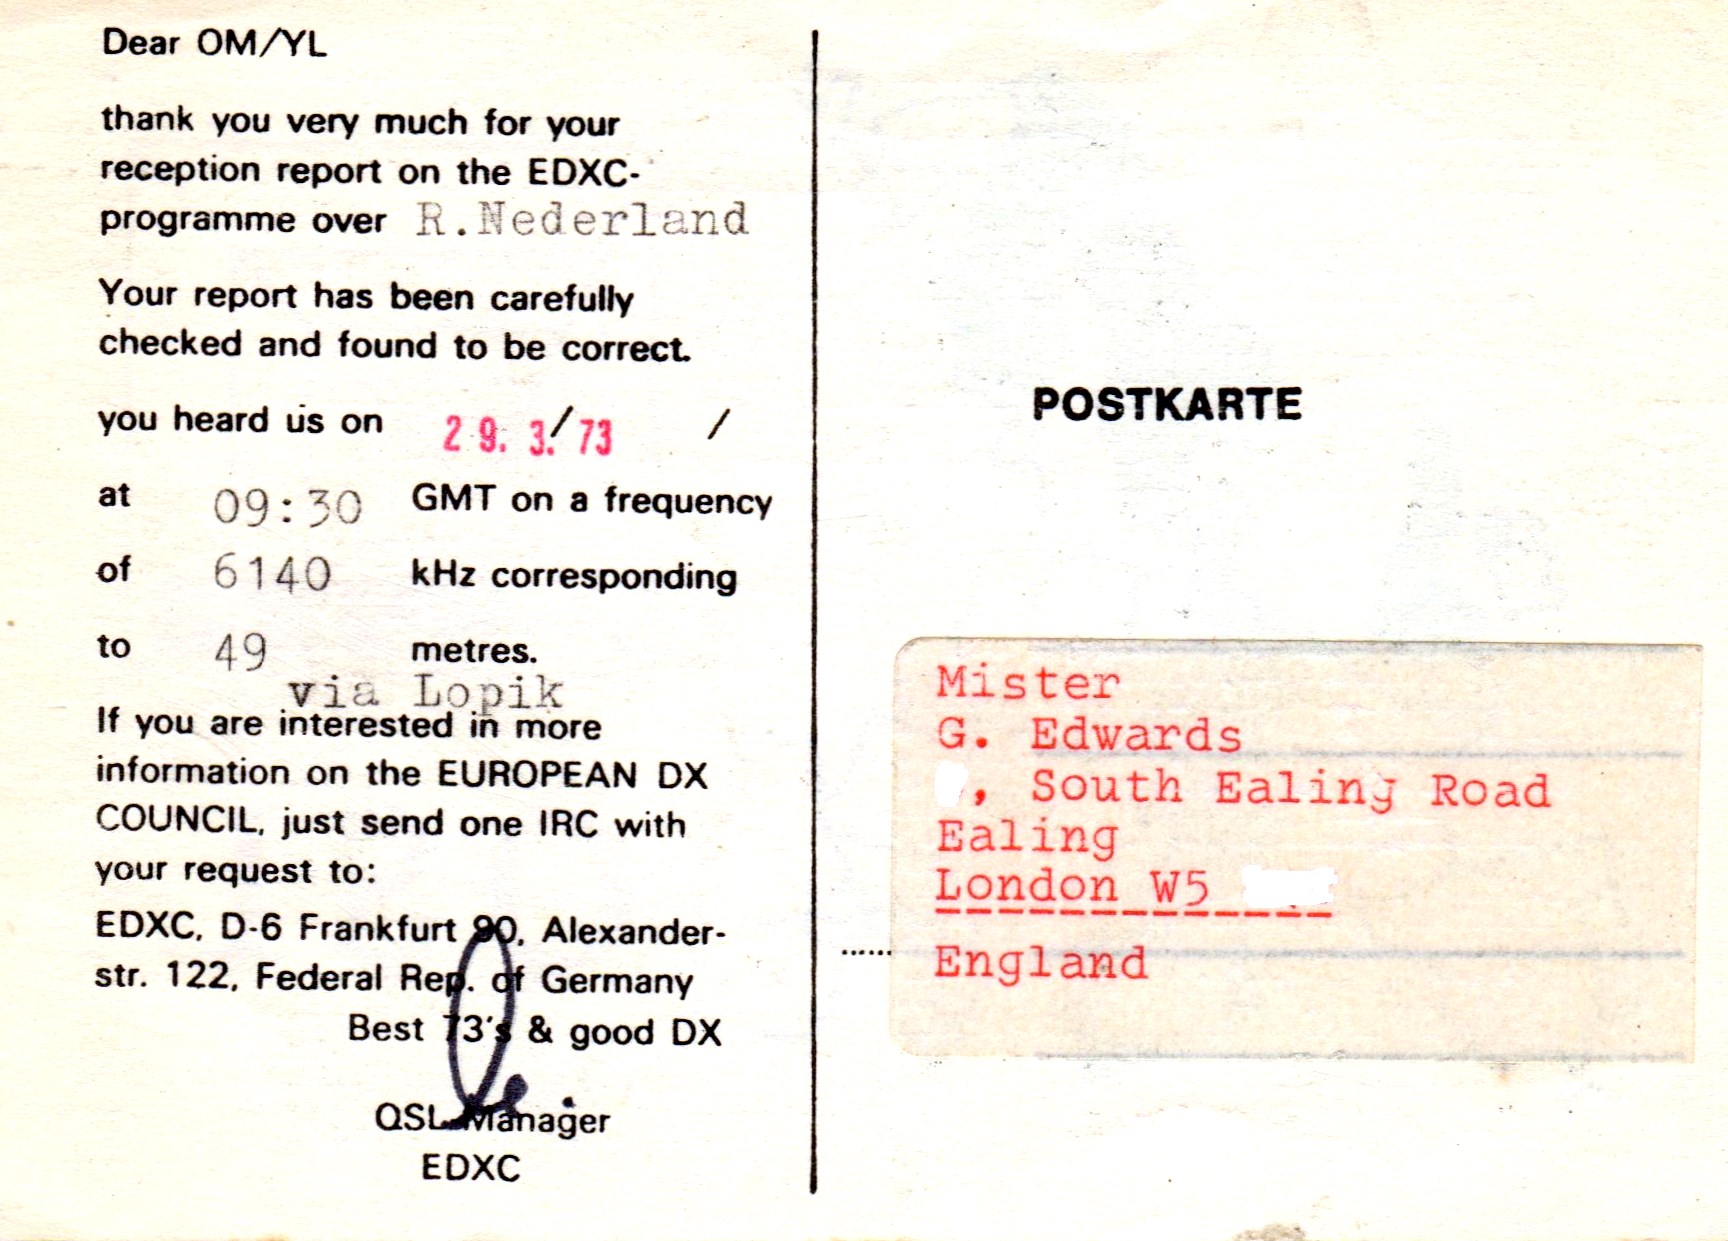 Dear OM/YL
thank you very much for your
reception report on the EDXC-
programme over R.Nederland
Your report has been carefully
checked and found to be correct.
you heard us on 29. 3./73 /
at 09:30 GMT on a frequency
of 6140 kHz corresponding
to 49 metres.
via Lopik
If you are interested in more
information on the EUROPEAN DX
COUNCIL, just send one IRC with
your request to:
EDXC, D-6 Frankfurt 90, Alexander-
str. 122, Federal Rep. of Germany
Best 73's & good DX
QSL Manager
EDXC
POSTKARTE
Mister
G. Edwards
, South Ealing Road
Ealing
London W5
England